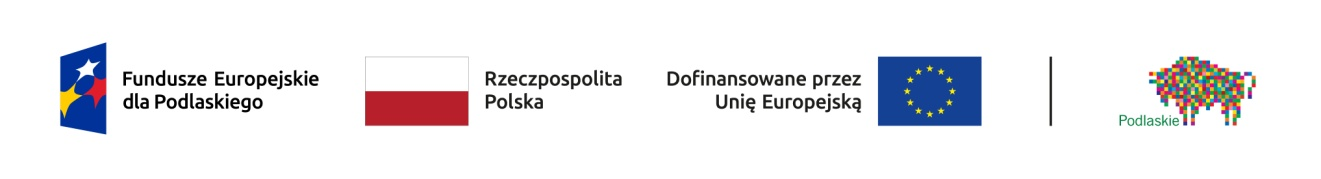 Fundusze Europejskie
dla Podlaskiego
Rzeczpospolita
Polska
Dofinansowane przez
Unię Europejską
Podlaskie